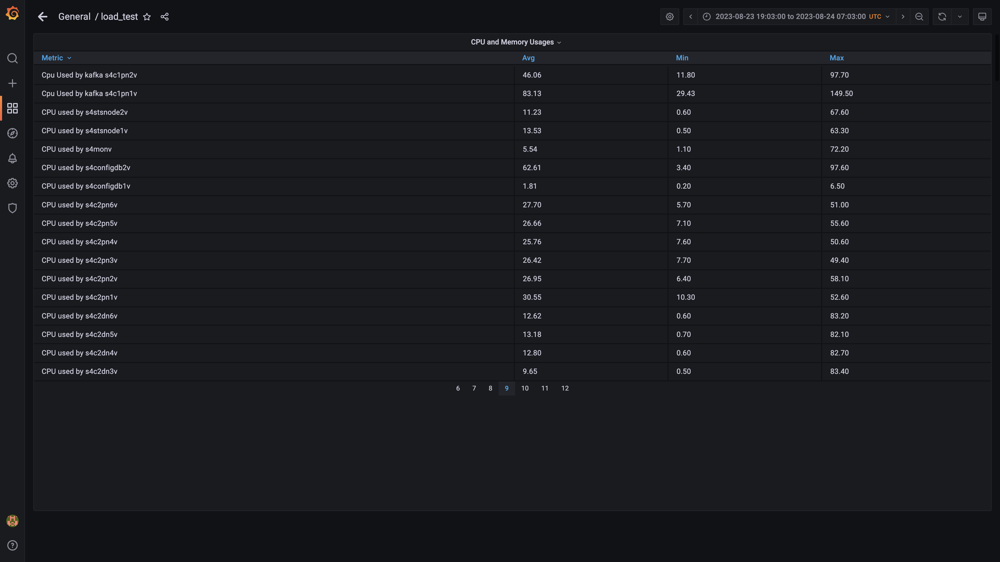 General / load_test
2023-08-23 19:03:00 to 2023-08-24 07:03:00 UTC
CPU and Memory Usages
Metric Avg Min Max
Cpu Used by kafka s4c1pn2v 46.06 11.80 97.70
Cpu Used by kafka s4c1pn1v 83.13 29.43 149.50
CPU used by s4stsnode2v 11.23 0.60 67.60
CPU used by s4stsnode1v 13.53 0.50 63.30
CPU used by s4monv 5.54 1.10 72.20
CPU used by s4configdb2v 62.61 3.40 97.60
CPU used by s4configdb1v 1.81 0.20 6.50
CPU used by s4c2pn6v 27.70 5.70 51.00
CPU used by s4c2pn5v 26.66 7.10 55.60
CPU used by s4c2pn4v 25.76 7.60 50.60
CPU used by s4c2pn3v 26.42 7.70 49.40
CPU used by s4c2pn2v 26.95 6.40 58.10
CPU used by s4c2pn1v 30.55 10.30 52.60
CPU used by s4c2dn6v 12.62 0.60 83.20
CPU used by s4c2dn5v 13.18 0.70 82.10
CPU used by s4c2dn4v 12.80 0.60 82.70
CPU used by s4c2dn3v 9.65 0.50 83.40
6 7 8 9 10 11 12